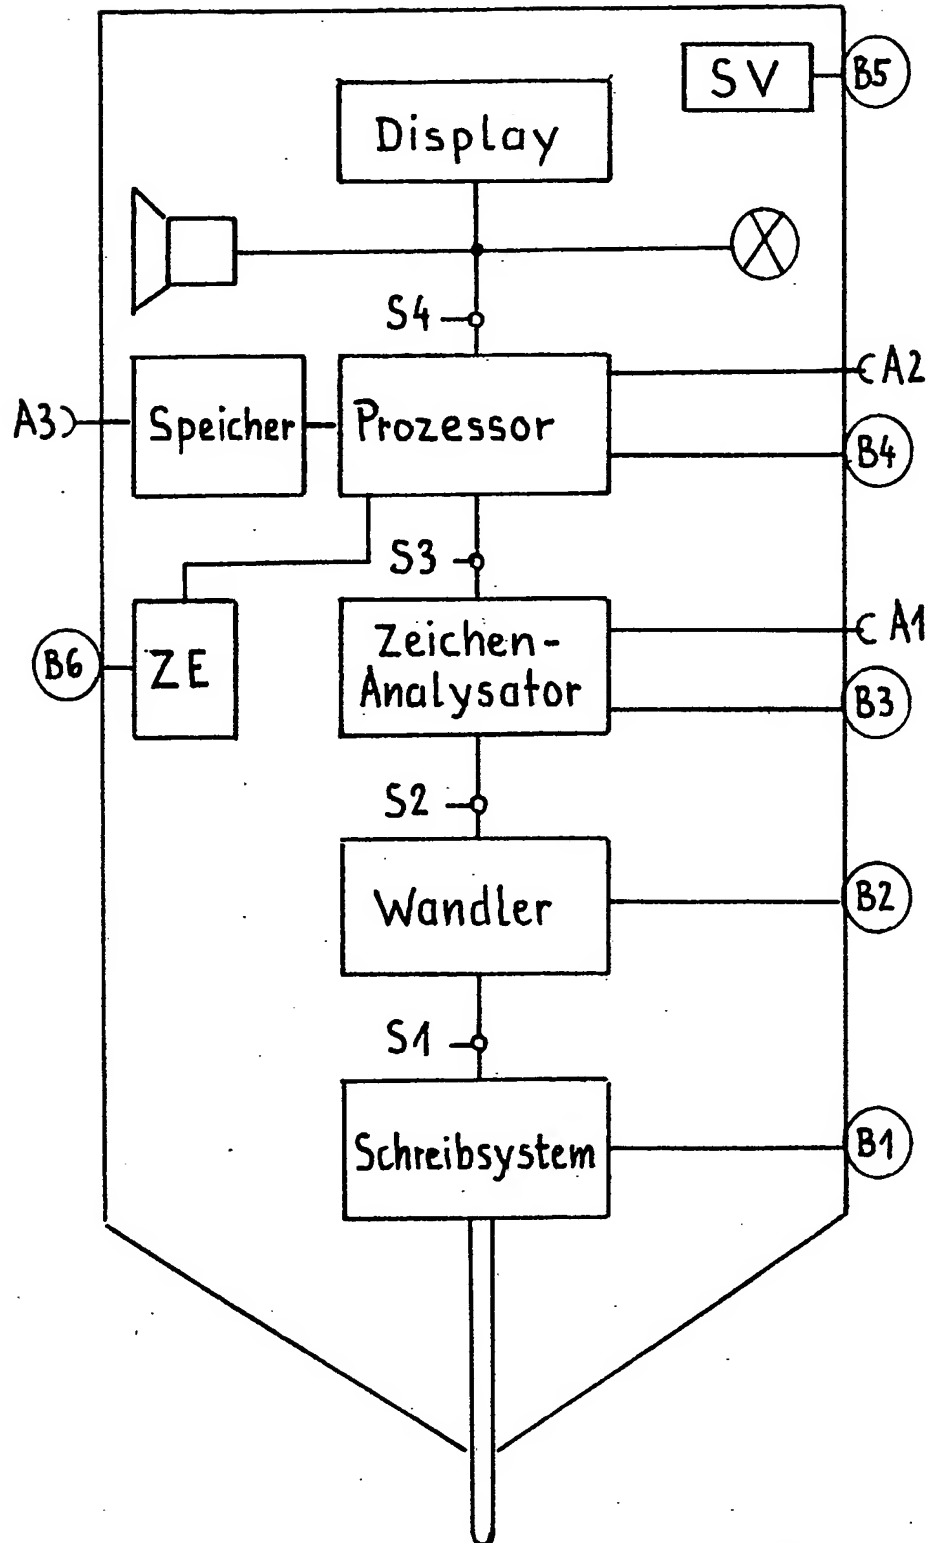 SV
B5
Display
S4
A2
A3
Speicher
Prozessor
B4
S3
A1
Zeichen-
Analysator
B6
ZE
B3
S2
Wandler
B2
S1
Schreibsystem
B1